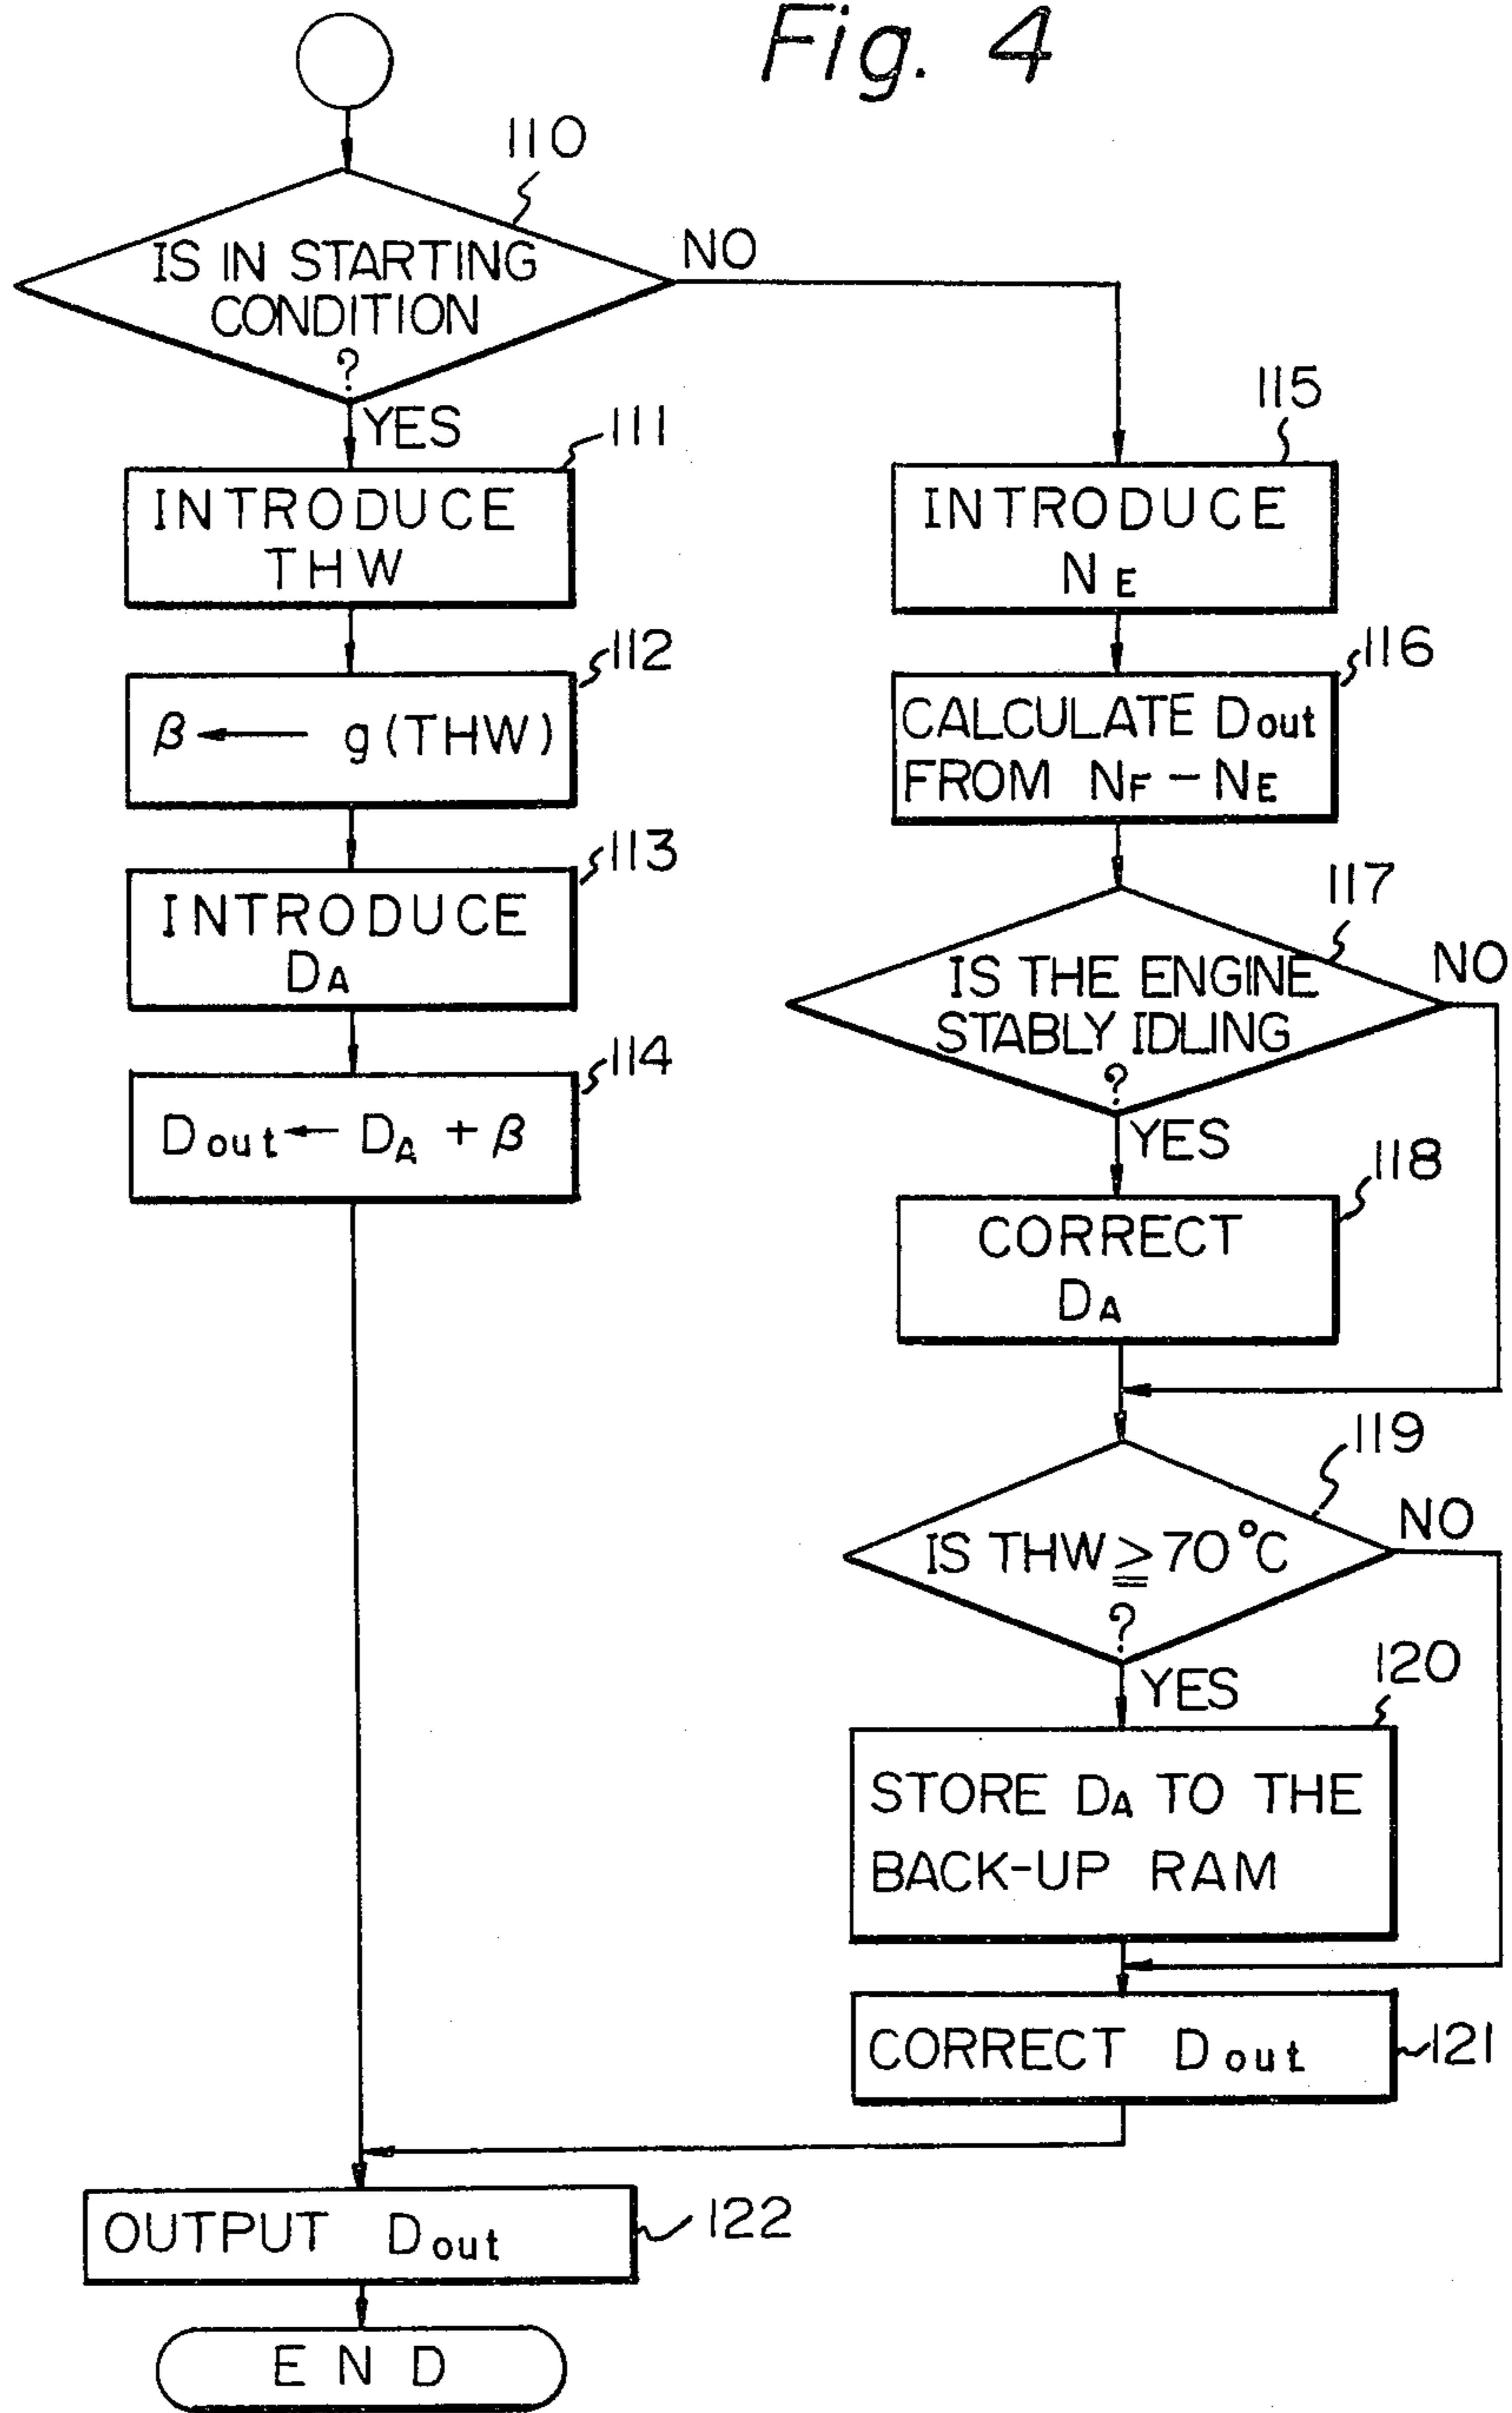 Fig. 4
110
IS IN STARTING
CONDITION
?
NO
YES
111
INTRODUCE
THW
112
β ← g (THW)
113
INTRODUCE
DA
114
Dout ← DA + β
115
INTRODUCE
NE
116
CALCULATE Dout
FROM NF - NE
117
IS THE ENGINE
STABLY IDLING
?
NO
YES
118
CORRECT
DA
119
IS THW ≧ 70°C
?
NO
YES
120
STORE DA TO THE
BACK-UP RAM
CORRECT Dout
121
OUTPUT Dout
122
END